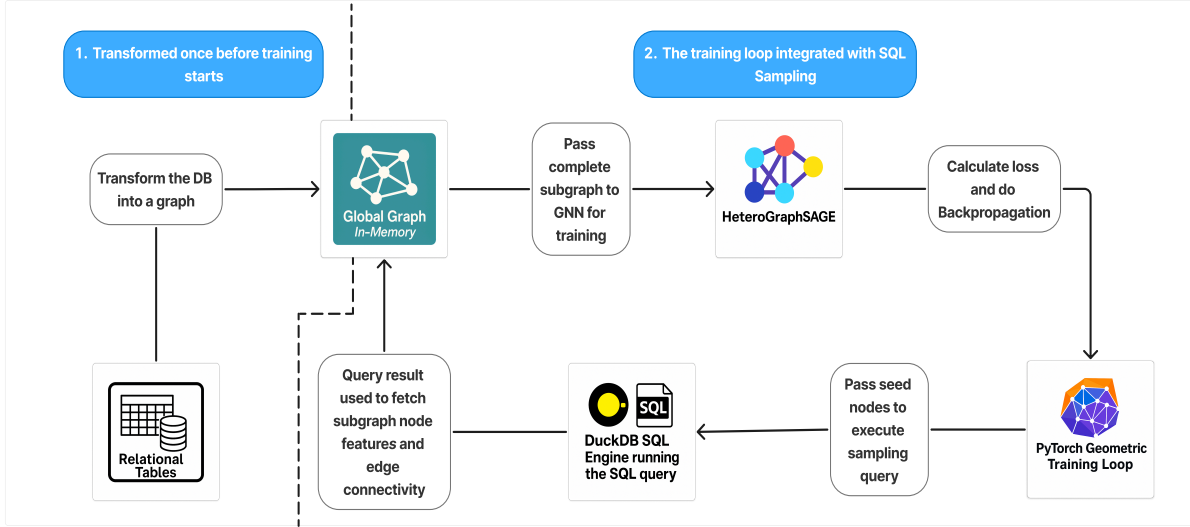 1. Transformed once before training
starts
2. The training loop integrated with SQL
Sampling
Transform the DB
into a graph
Global Graph
In-Memory
Pass
complete
subgraph to
GNN for
training
HeteroGraphSAGE
Calculate loss
and do
Backpropagation
Relational
Tables
Query result
used to fetch
subgraph node
features and
edge
connectivity
SQL
DuckDB SQL
Engine running
the SQL query
Pass seed
nodes to
execute
sampling
query
PyTorch Geometric
Training Loop